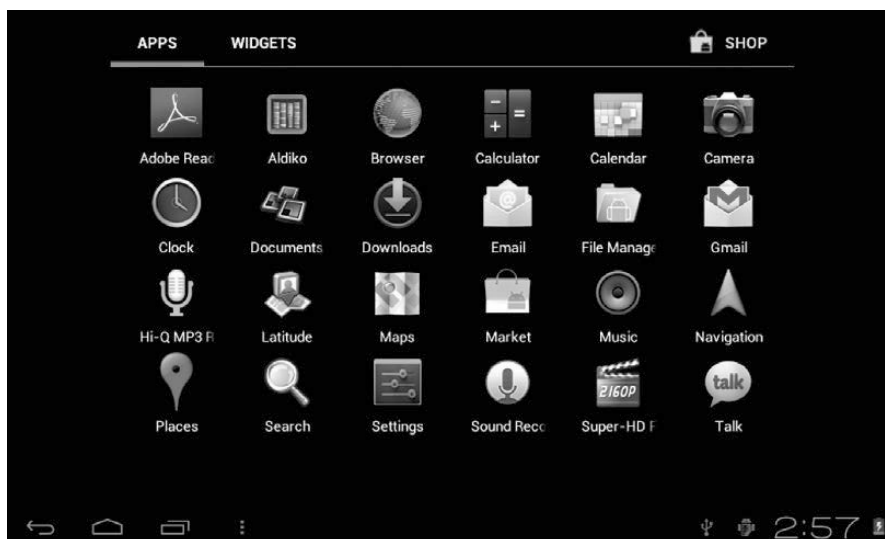 APPS WIDGETS SHOP
Adobe Read Aldiko Browser Calculator Calendar Camera
Clock Documents Downloads Email File Manage Gmail
Hi-Q MP3 R Latitude Maps Market Music Navigation
2160P talk
Places Search Settings Sound Reco Super-HD F Talk
2:57